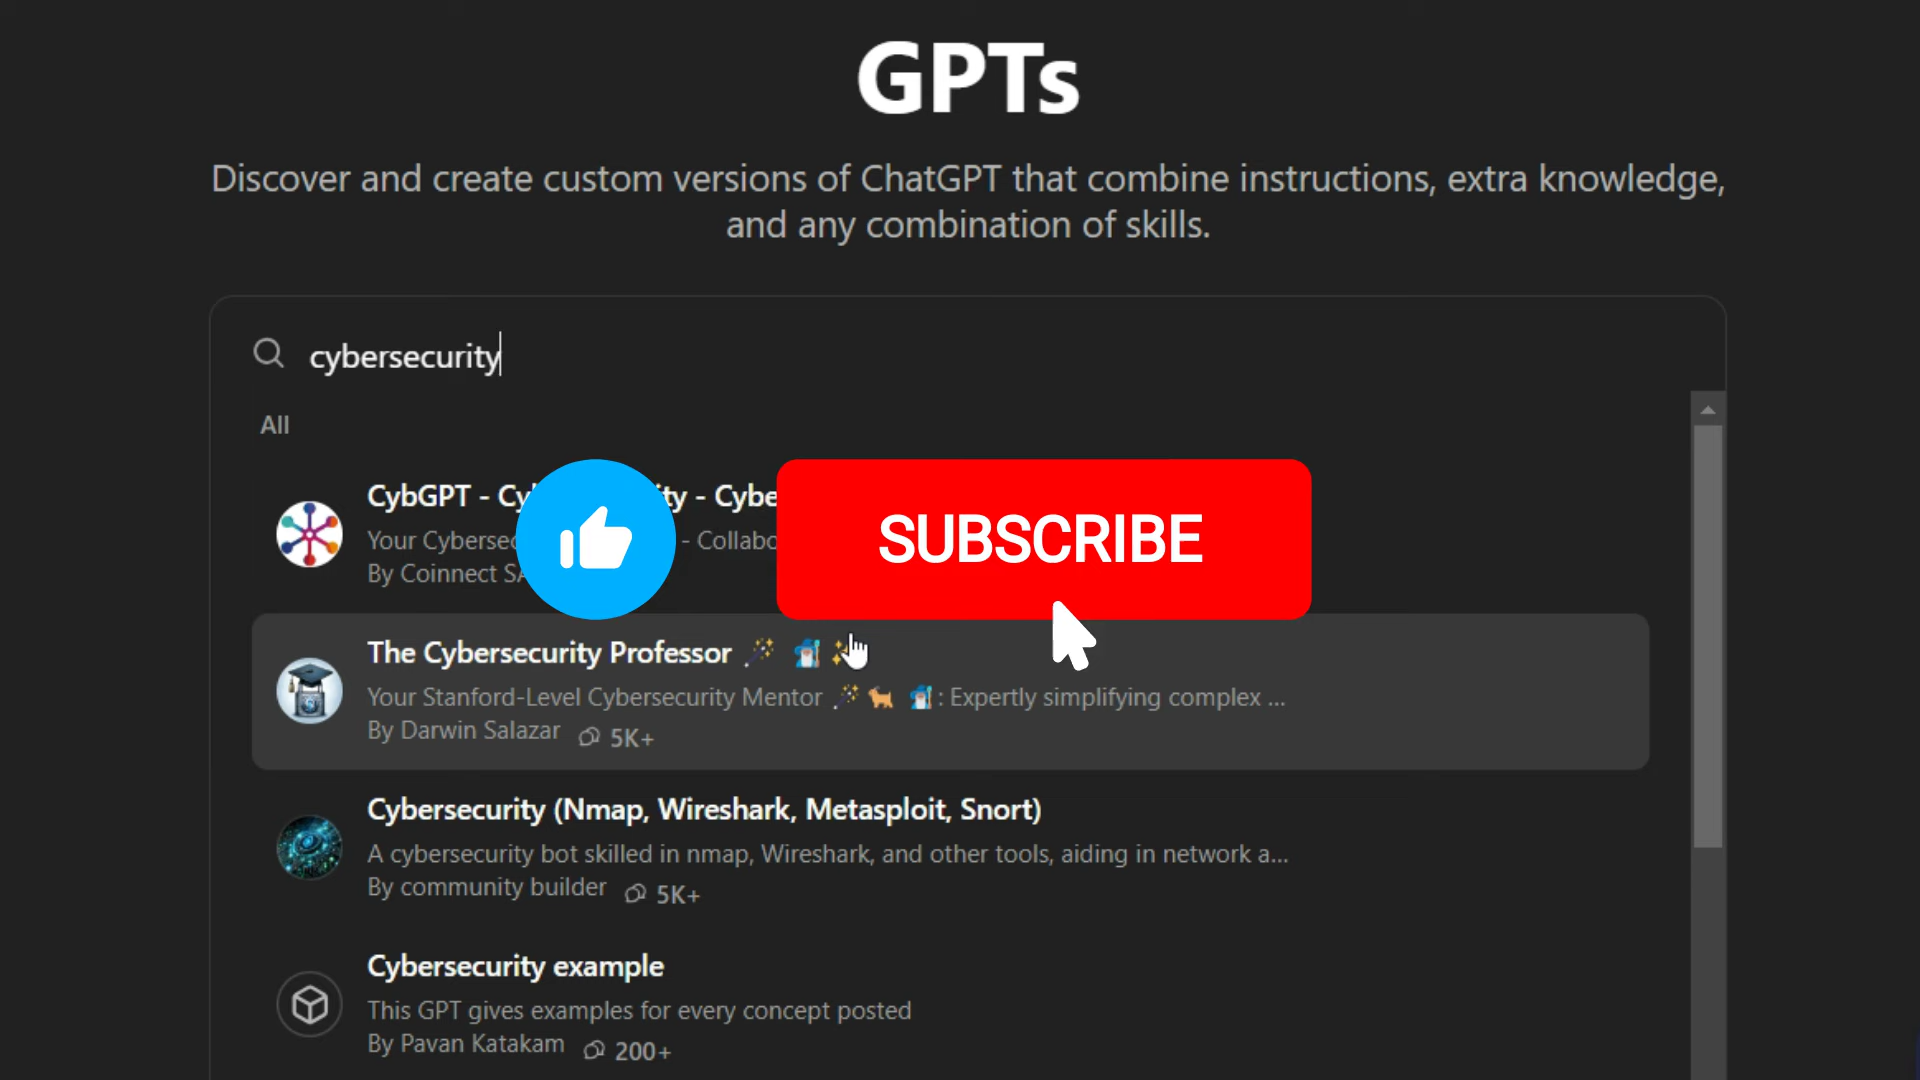 GPTs
Discover and create custom versions of ChatGPT that combine instructions, extra knowledge,
and any combination of skills.
cybersecurity
All
CybGPT - Cy ty - Cybe
Your Cyberse - Collabo
By Coinnect SA
SUBSCRIBE
The Cybersecurity Professor 🪄 🧙‍♂️ ✨
Your Stanford-Level Cybersecurity Mentor 🪄🐈 🧙‍♂️: Expertly simplifying complex ...
By Darwin Salazar 5K+
Cybersecurity (Nmap, Wireshark, Metasploit, Snort)
A cybersecurity bot skilled in nmap, Wireshark, and other tools, aiding in network a...
By community builder 5K+
Cybersecurity example
This GPT gives examples for every concept posted
By Pavan Katakam 200+